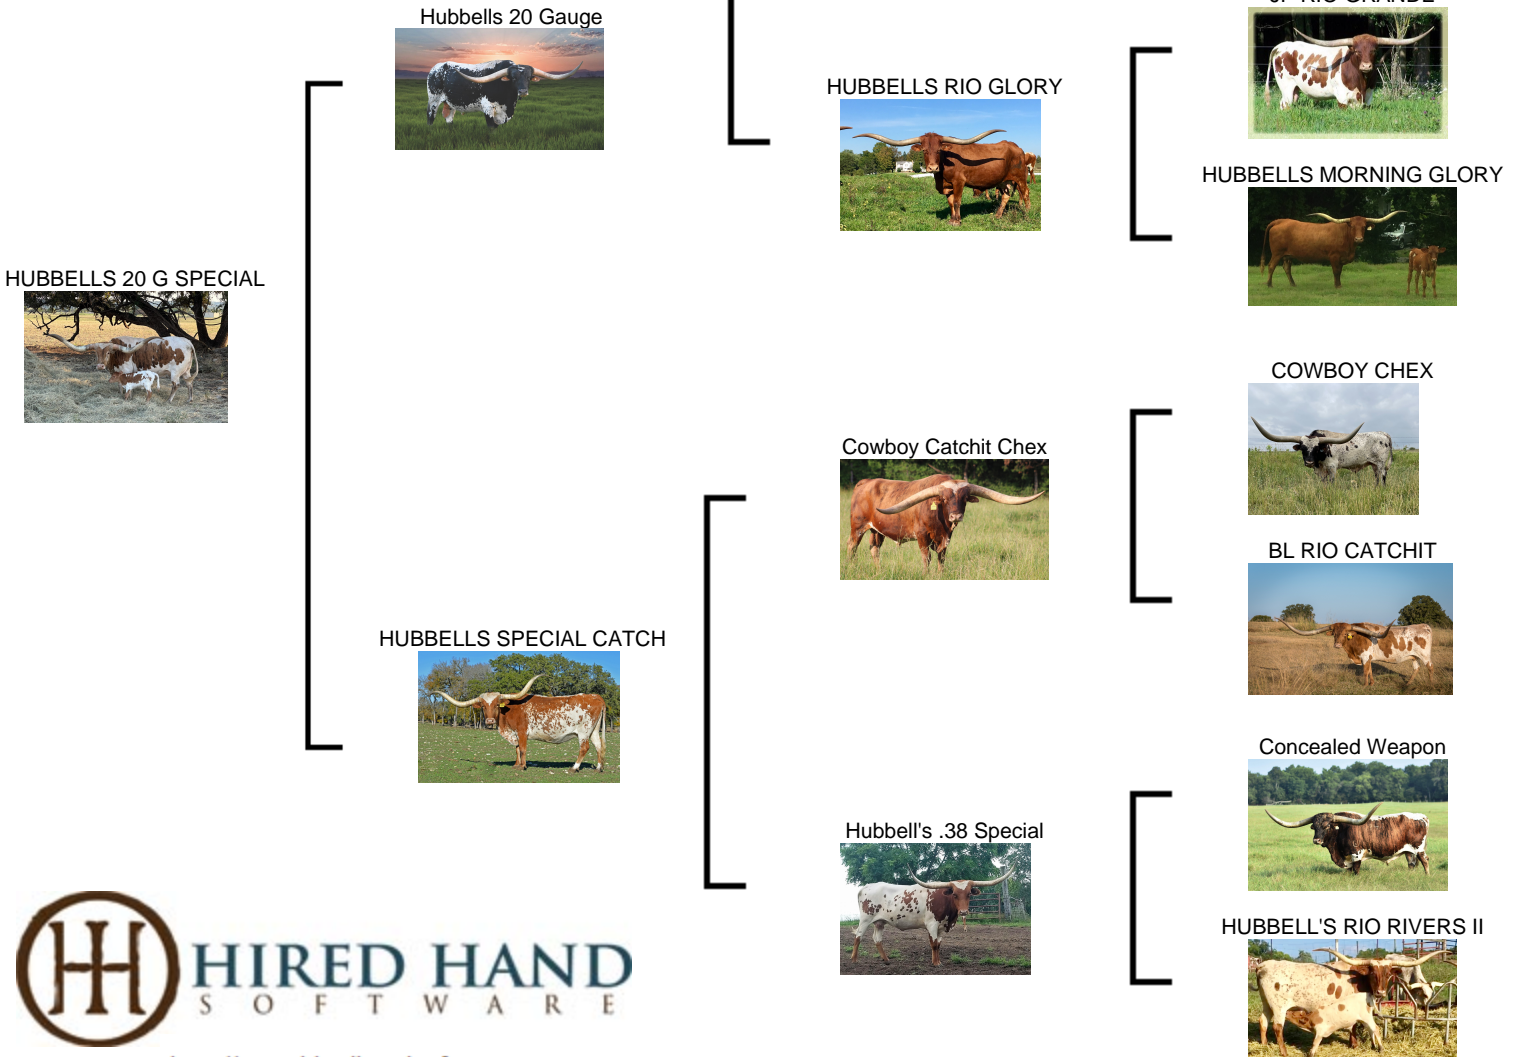 Hubbells 20 Gauge
HUBBELLS RIO GLORY
HUBBELLS MORNING GLORY
HUBBELLS 20 G SPECIAL
COWBOY CHEX
Cowboy Catchit Chex
BL RIO CATCHIT
HUBBELLS SPECIAL CATCH
Concealed Weapon
Hubbell's .38 Special
HUBBELL'S RIO RIVERS II
HH
HIRED HAND
SOFTWARE